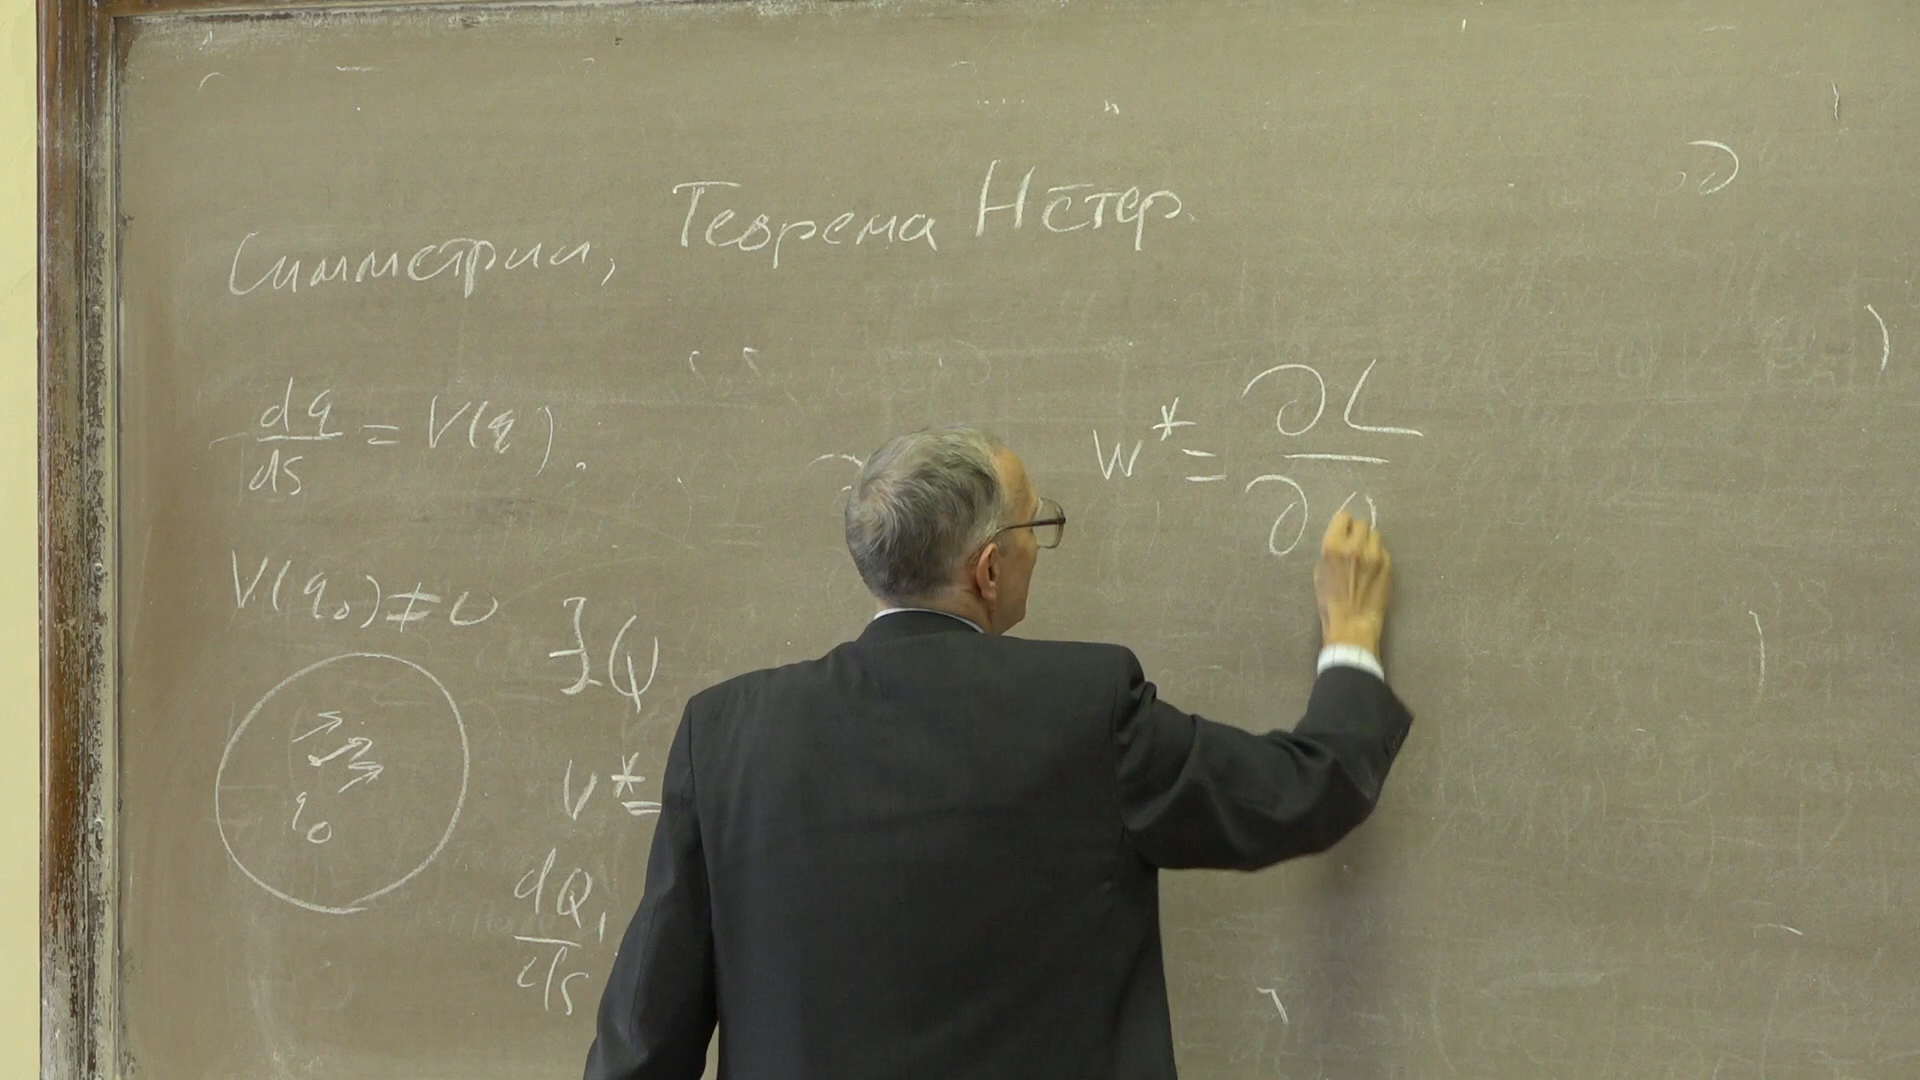 Симметрии, Теорема Нётер.
dq/ds = V(q).
w* = ∂L/∂
V(q₀) ≠ 0
∃ Q
q₀
v* =
dQ₁/ds